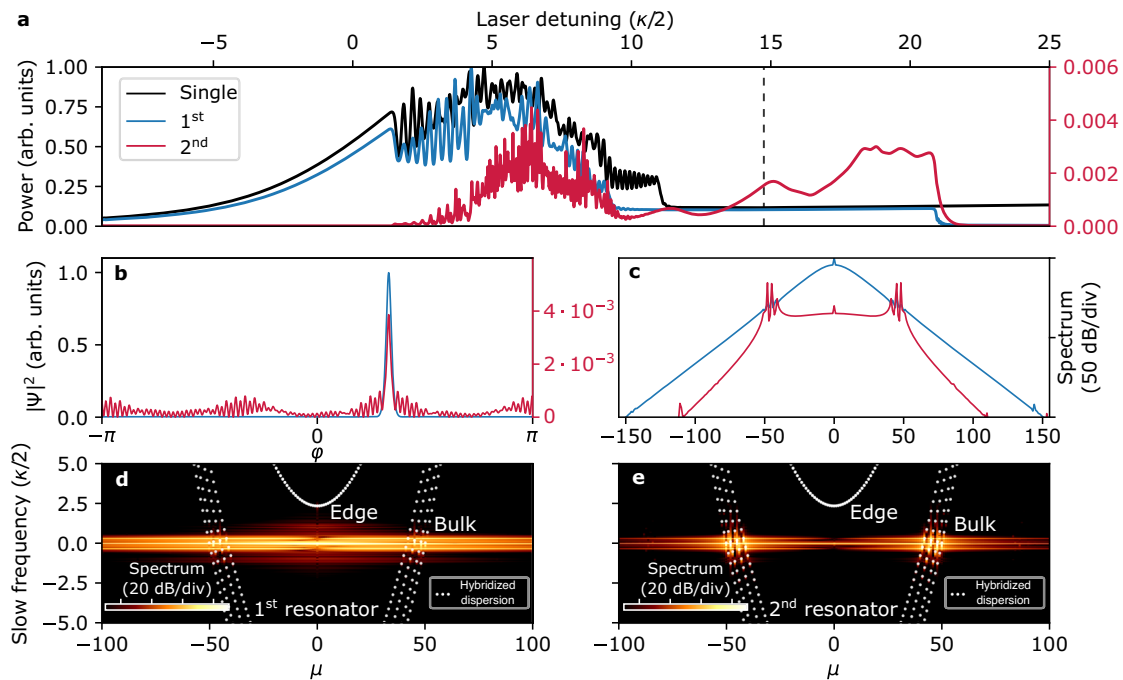 Laser detuning (κ/2)
a
−5 0 5 10 15 20 25
Power (arb. units)
1.00
0.75
0.50
0.25
0.00
Single
1st
2nd
0.006
0.004
0.002
0.000
b
|Ψ|² (arb. units)
1.0
0.5
0.0
4 · 10⁻³
2 · 10⁻³
0
−π 0 π
φ
c
Spectrum
(50 dB/div)
−150 −100 −50 0 50 100 150
Slow frequency (κ/2)
5.0
2.5
0.0
−2.5
−5.0
d
Edge
Bulk
Spectrum
(20 dB/div)
1st resonator
Hybridized
dispersion
−100 −50 0 50 100
μ
e
Edge
Bulk
Spectrum
(20 dB/div)
2nd resonator
Hybridized
dispersion
−100 −50 0 50 100
μ